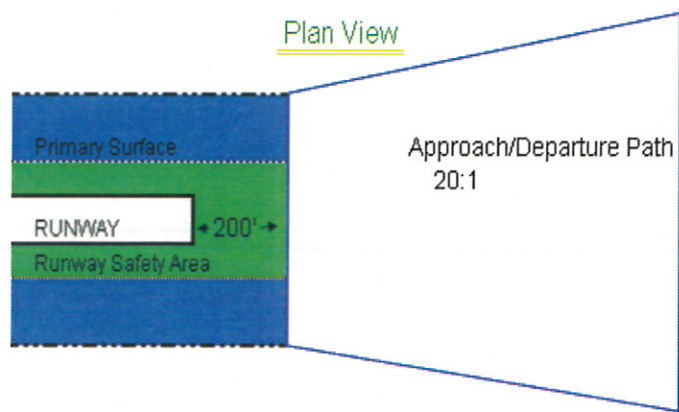 Plan View
Primary Surface
Approach/Departure Path
20:1
RUNWAY
200'
Runway Safety Area